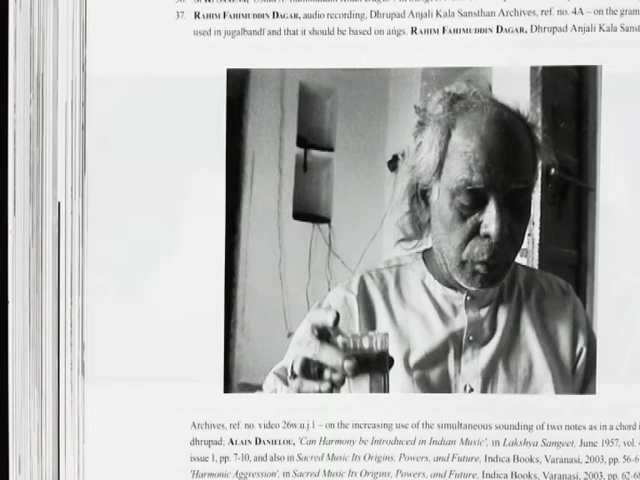 37. RAHIM FAHIMUDDIN DAGAR, audio recording, Dhrupad Anjali Kala Sansthan Archives, ref. no. 4A – on the gram
used in jugalbandī and that it should be based on aṅgs. RAHIM FAHIMUDDIN DAGAR, Dhrupad Anjali Kala Sanst
Archives, ref. no. video 26w.u.j.1 – on the increasing use of the simultaneous sounding of two notes as in a chord i
dhrupad; ALAIN DANIELOU, 'Can Harmony be Introduced in Indian Music', in Lakshya Sangeet, June 1957, vol.
issue 1, pp. 7-10, and also in Sacred Music Its Origins, Powers, and Future, Indica Books, Varanasi, 2003, pp. 56-6
'Harmonic Aggression', in Sacred Music Its Origins, Powers, and Future, Indica Books, Varanasi, 2003, pp. 62-6